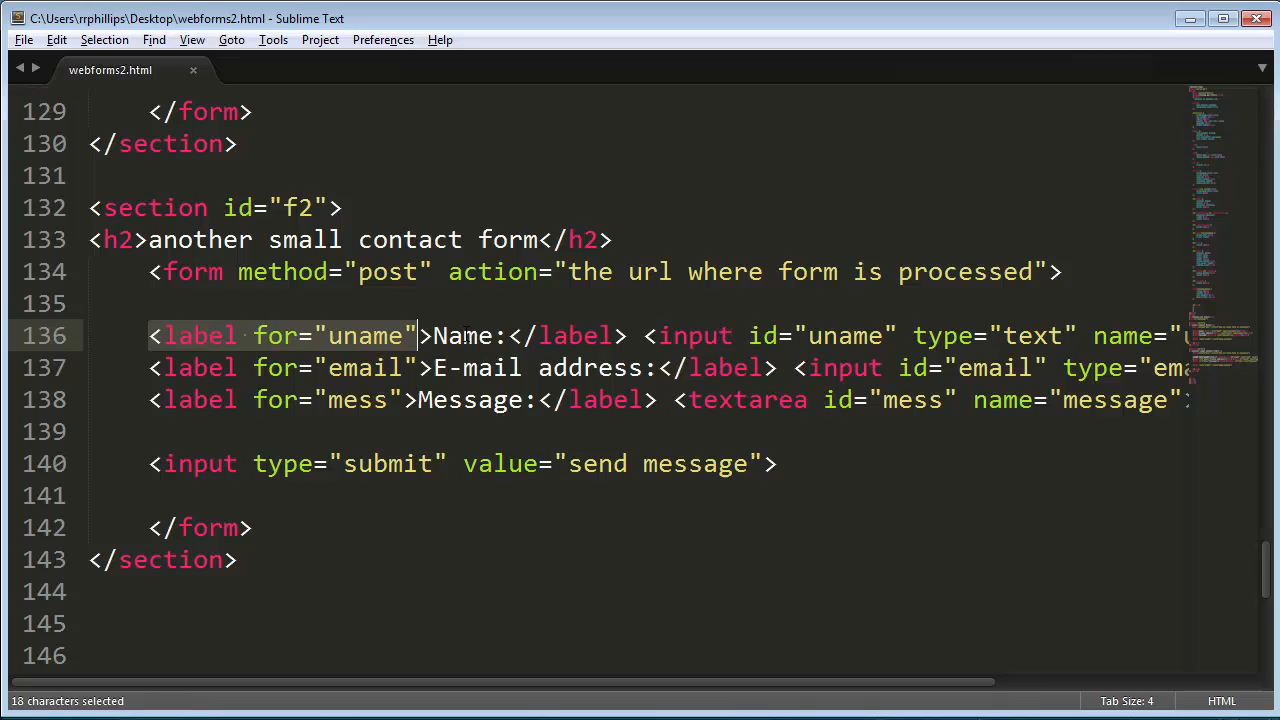 C:\Users\rrphillips\Desktop\webforms2.html - Sublime Text
File Edit Selection Find View Goto Tools Project Preferences Help
webforms2.html
129 </form>
130 </section>
131
132 <section id="f2">
133 <h2>another small contact form</h2>
134 <form method="post" action="the url where form is processed">
135
136 <label for="uname">Name:</label> <input id="uname" type="text" name="u
137 <label for="email">E-mail address:</label> <input id="email" type="ema
138 <label for="mess">Message:</label> <textarea id="mess" name="message">
139
140 <input type="submit" value="send message">
141
142 </form>
143 </section>
144
145
146
18 characters selected Tab Size: 4 HTML